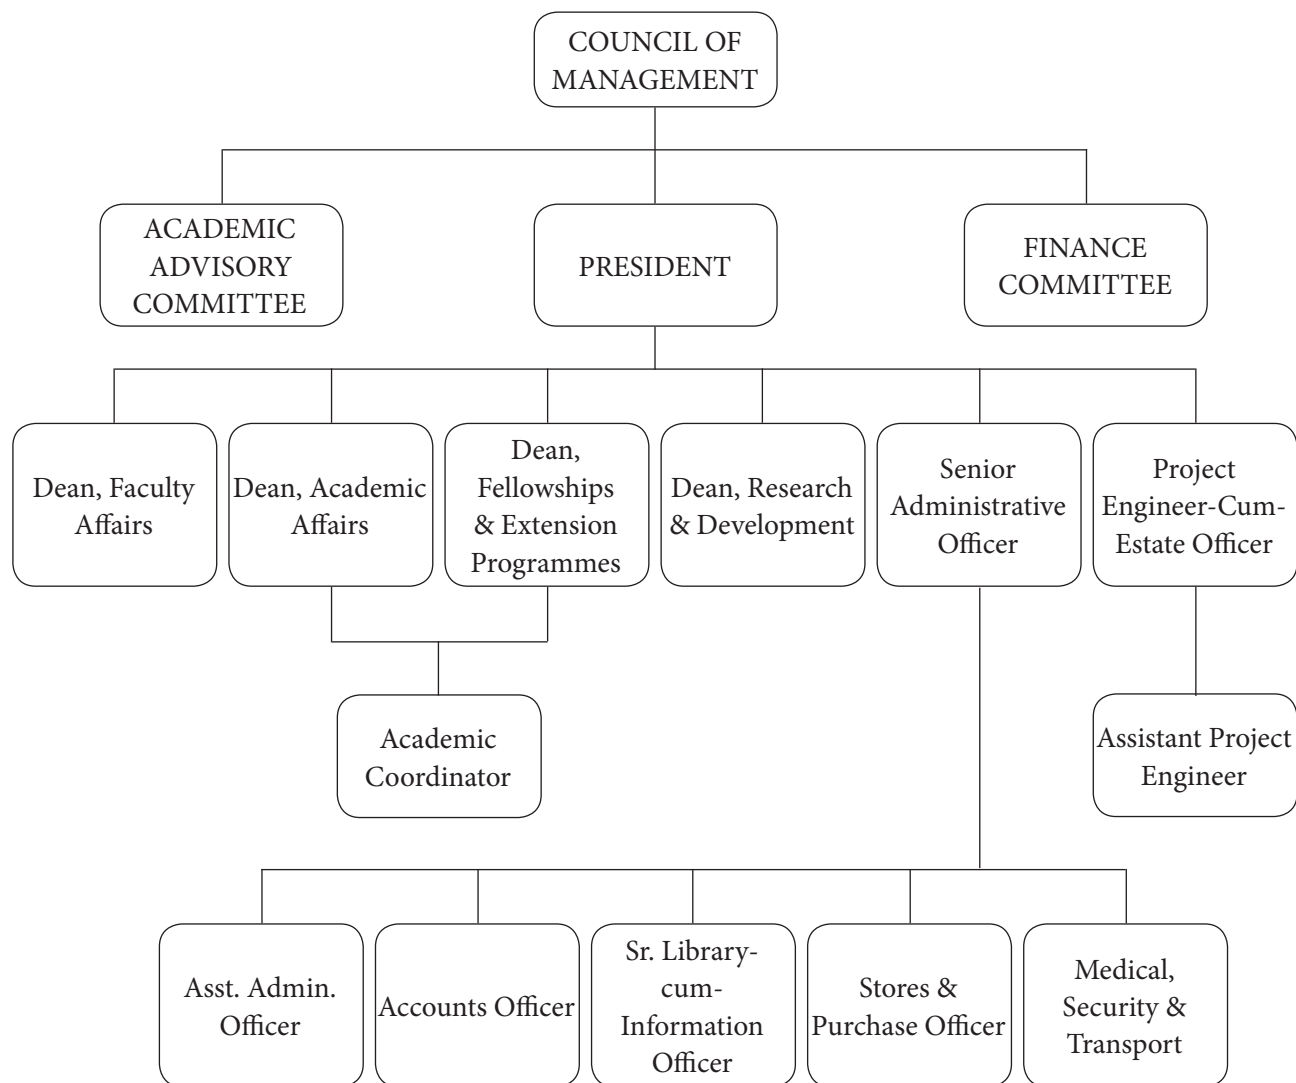 COUNCIL OF
MANAGEMENT
ACADEMIC
ADVISORY
COMMITTEE
PRESIDENT
FINANCE
COMMITTEE
Dean, Faculty
Affairs
Dean, Academic
Affairs
Dean,
Fellowships
& Extension
Programmes
Dean, Research
& Development
Senior
Administrative
Officer
Project
Engineer-Cum-
Estate Officer
Academic
Coordinator
Assistant Project
Engineer
Asst. Admin.
Officer
Accounts Officer
Sr. Library-
cum-
Information
Officer
Stores &
Purchase Officer
Medical,
Security &
Transport